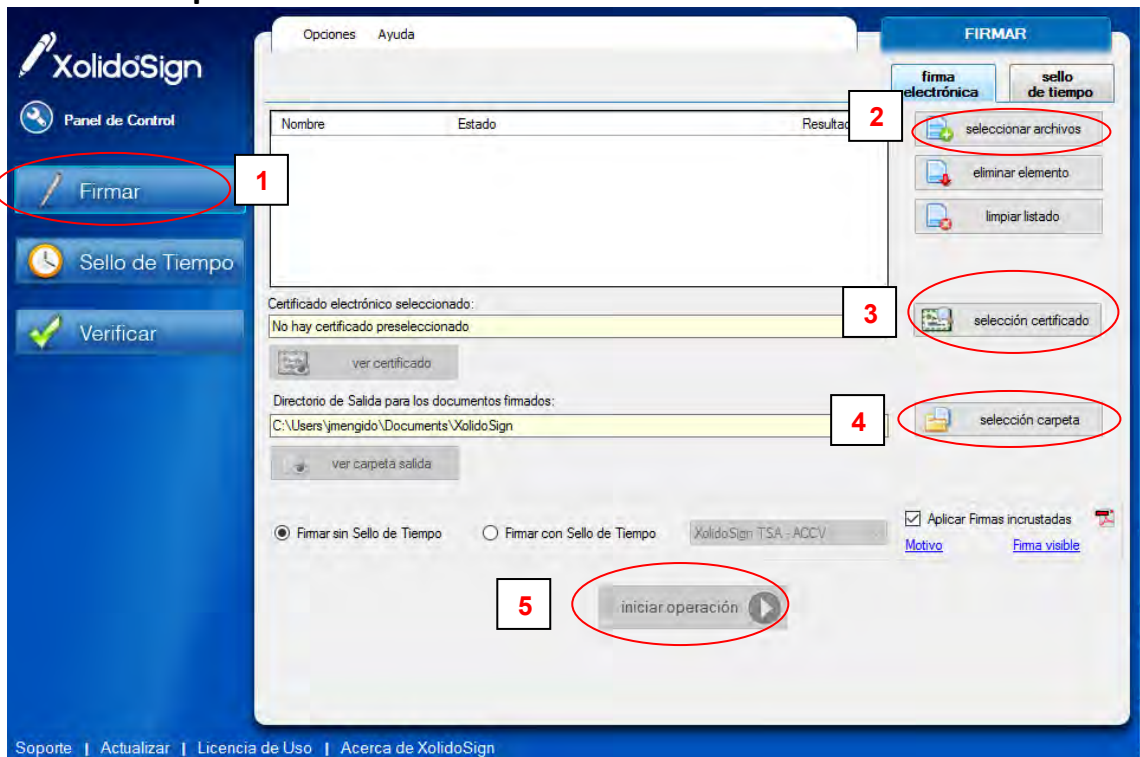 XolidoSign
Opciones Ayuda
FIRMAR
firma electrónica
sello de tiempo
Panel de Control
Nombre Estado
2
seleccionar archivos
eliminar elemento
limpiar listado
1
Firmar
Sello de Tiempo
Verificar
Certificado electrónico seleccionado:
No hay certificado preseleccionado
3
selección certificado
ver certificado
Directorio de Salida para los documentos firmados:
C:\Users\jmengido\Documents\XolidoSign
4
selección carpeta
ver carpeta salida
Firmar sin Sello de Tiempo Firmar con Sello de Tiempo XolidoSign TSA - ACCV
Aplicar Firmas incrustadas
Motivo Firma visible
5
iniciar operación
Soporte | Actualizar | Licencia de Uso | Acerca de XolidoSign